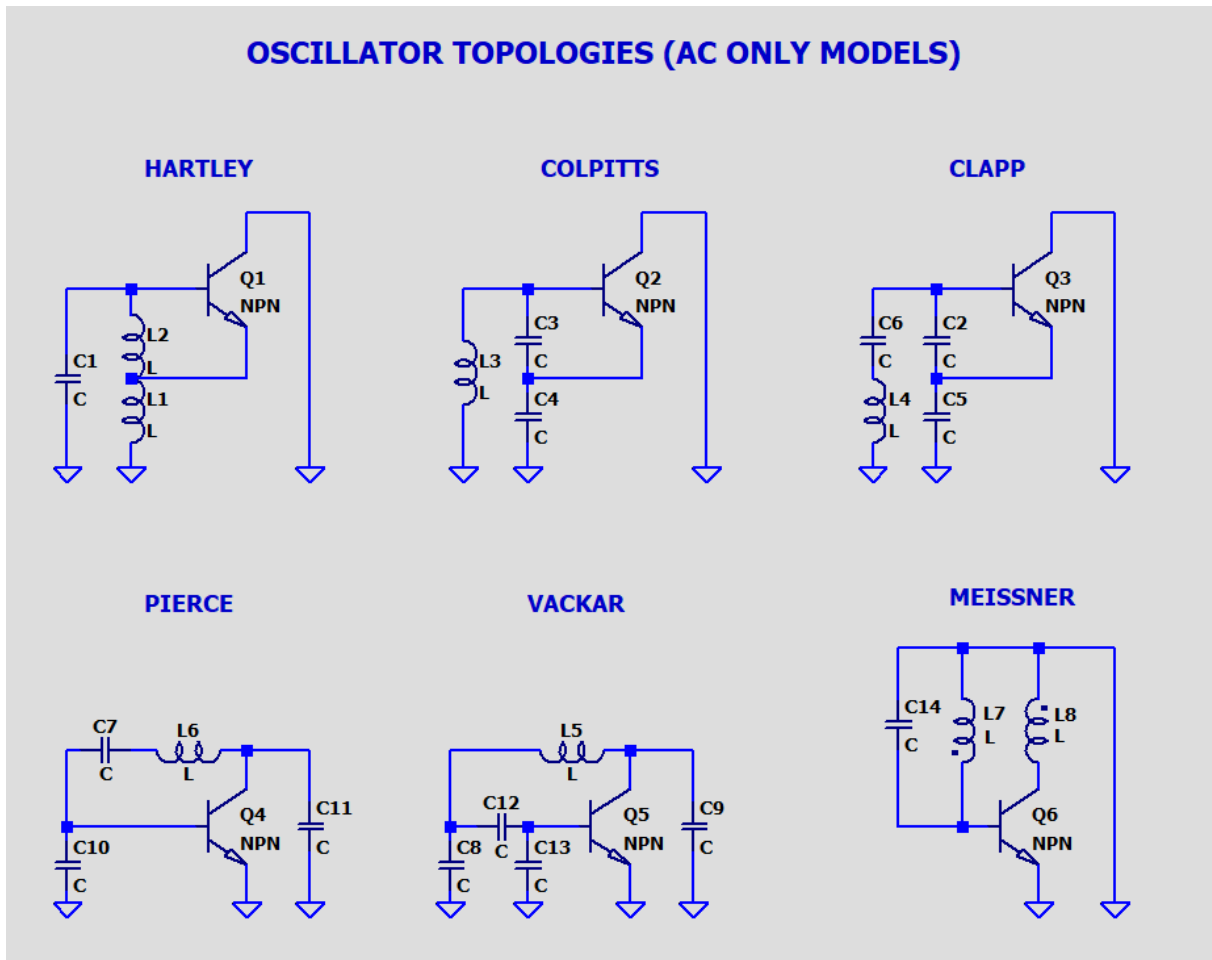 OSCILLATOR TOPOLOGIES (AC ONLY MODELS)
HARTLEY
Q1
NPN
L2
L
C1
C
L1
L
COLPITTS
Q2
NPN
C3
C
L3
L
C4
C
CLAPP
Q3
NPN
C6
C
C2
C
L4
L
C5
C
PIERCE
C7
C
L6
L
Q4
NPN
C11
C
C10
C
VACKAR
L5
L
C12
C
Q5
NPN
C9
C
C8
C
C13
C
MEISSNER
C14
C
L7
L
L8
L
Q6
NPN